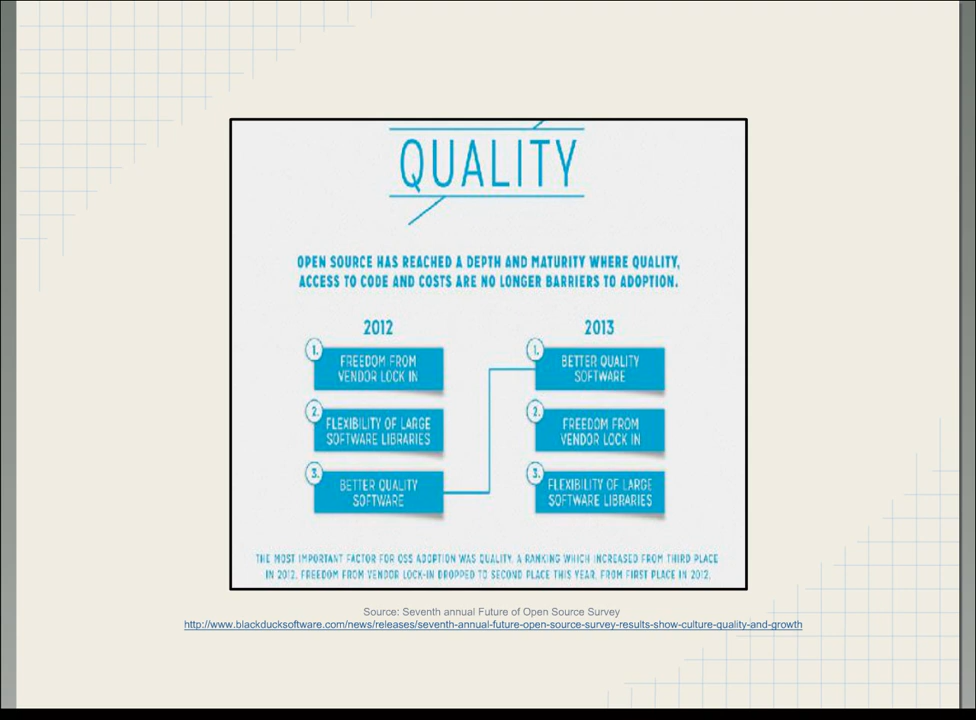 QUALITY
OPEN SOURCE HAS REACHED A DEPTH AND MATURITY WHERE QUALITY,
ACCESS TO CODE AND COSTS ARE NO LONGER BARRIERS TO ADOPTION.
2012
1.
FREEDOM FROM
VENDOR LOCK IN
2.
FLEXIBILITY OF LARGE
SOFTWARE LIBRARIES
3.
BETTER QUALITY
SOFTWARE
2013
1.
BETTER QUALITY
SOFTWARE
2.
FREEDOM FROM
VENDOR LOCK IN
3.
FLEXIBILITY OF LARGE
SOFTWARE LIBRARIES
THE MOST IMPORTANT FACTOR FOR OSS ADOPTION WAS QUALITY, A RANKING WHICH INCREASED FROM THIRD PLACE
IN 2012. FREEDOM FROM VENDOR LOCK-IN DROPPED TO SECOND PLACE THIS YEAR, FROM FIRST PLACE IN 2012.
Source: Seventh annual Future of Open Source Survey
http://www.blackducksoftware.com/news/releases/seventh-annual-future-open-source-survey-results-show-culture-quality-and-growth